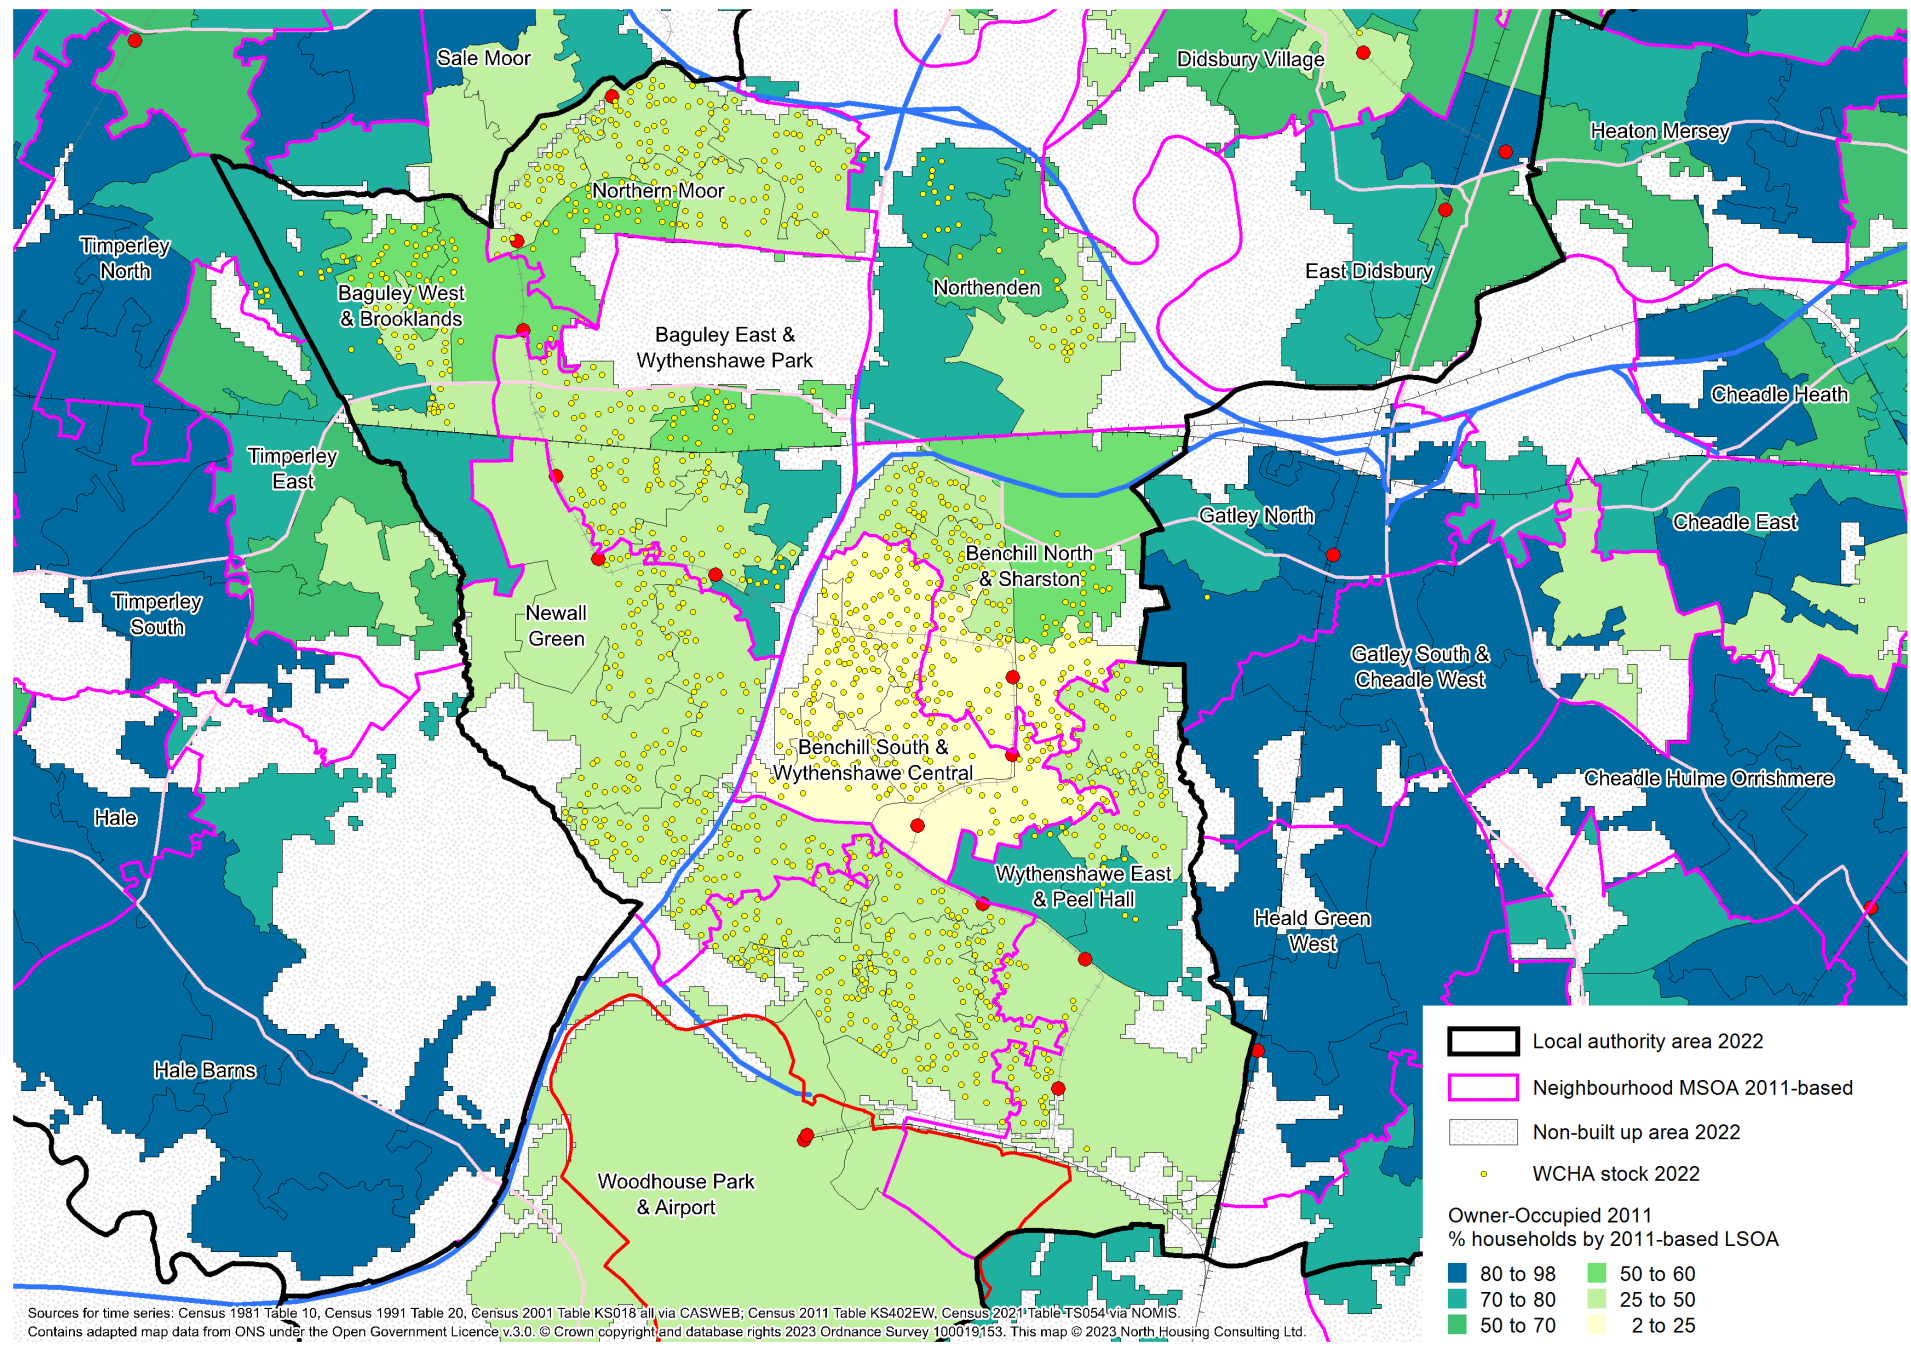 Sale Moor
Didsbury Village
Heaton Mersey
Northern Moor
Timperley
North
East Didsbury
Baguley West
& Brooklands
Northenden
Baguley East &
Wythenshawe Park
Cheadle Heath
Timperley
East
Gatley North
Cheadle East
Benchill North
& Sharston
Timperley
South
Newall
Green
Gatley South &
Cheadle West
Benchill South &
Wythenshawe Central
Cheadle Hulme Orrishmere
Hale
Wythenshawe East
& Peel Hall
Heald Green
West
Hale Barns
Woodhouse Park
& Airport
Local authority area 2022
Neighbourhood MSOA 2011-based
Non-built up area 2022
WCHA stock 2022
Owner-Occupied 2011
% households by 2011-based LSOA
80 to 98
50 to 60
70 to 80
25 to 50
50 to 70
2 to 25
Sources for time series: Census 1981 Table 10, Census 1991 Table 20, Census 2001 Table KS018 all via CASWEB; Census 2011 Table KS402EW, Census 2021 Table TS054 via NOMIS.
Contains adapted map data from ONS under the Open Government Licence v.3.0. © Crown copyright and database rights 2023 Ordnance Survey 100019153. This map © 2023 North Housing Consulting Ltd.